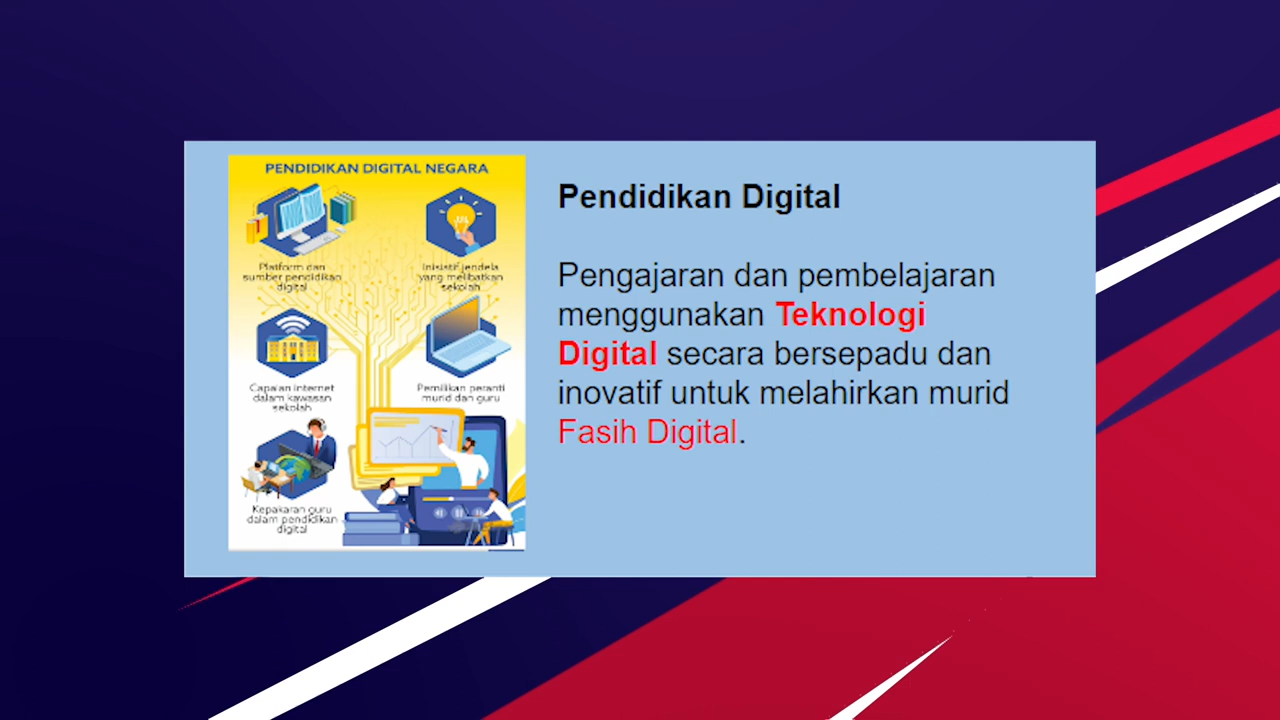 PENDIDIKAN DIGITAL NEGARA
Platform dan
sumber pendidikan
digital
Inisiatif jendela
yang melibatkan
sekolah
Capaian internet
dalam kawasan
sekolah
Pemilikan peranti
murid dan guru
Kepakaran guru
dalam pendidikan
digital
Pendidikan Digital
Pengajaran dan pembelajaran
menggunakan Teknologi
Digital secara bersepadu dan
inovatif untuk melahirkan murid
Fasih Digital.